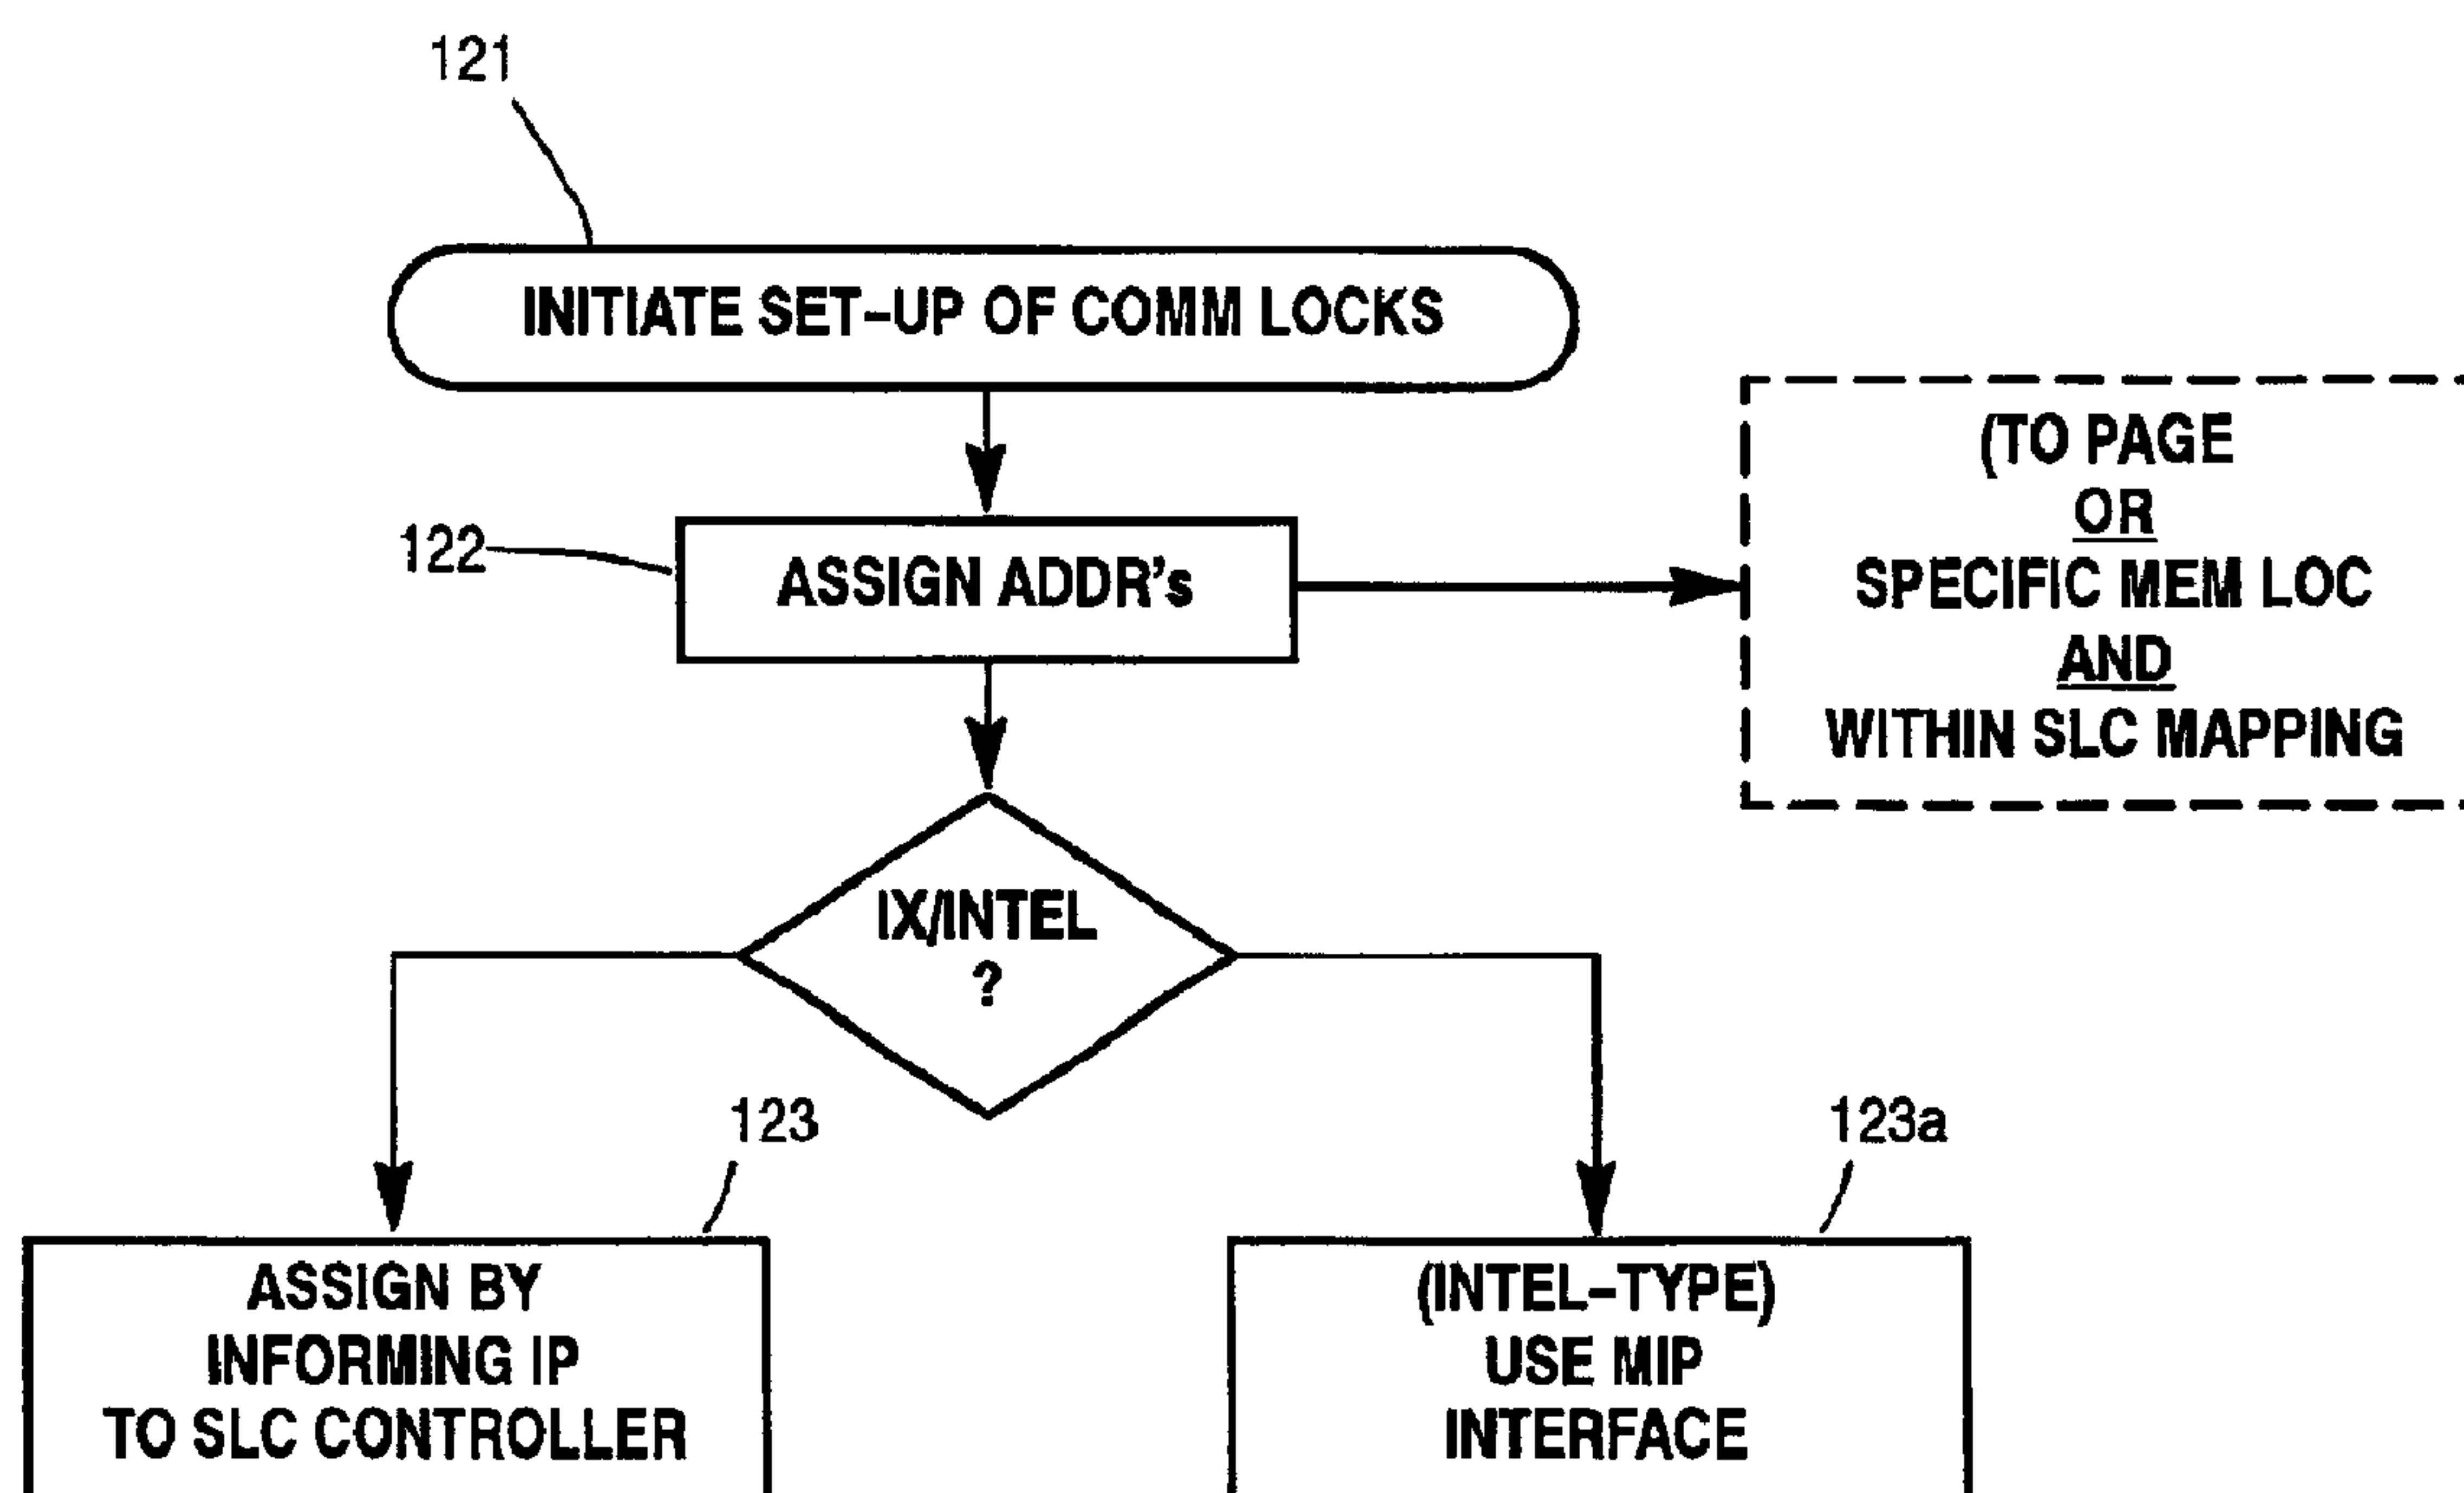 121
INITIATE SET-UP OF COMM LOCKS
(TO PAGE
OR
SPECIFIC MEM LOC
AND
WITHIN SLC MAPPING
122
ASSIGN ADDR's
IX/INTEL
?
123
123a
ASSIGN BY
INFORMING IP
TO SLC CONTROLLER
(INTEL-TYPE)
USE MIP
INTERFACE